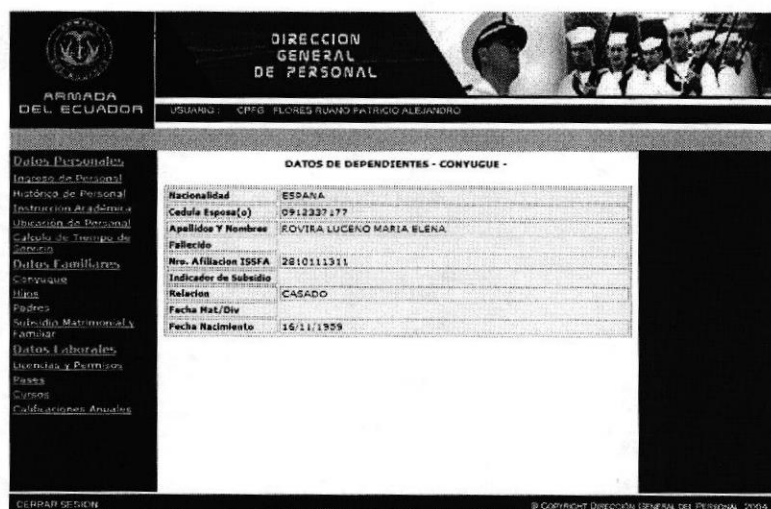 DIRECCION
GENERAL
DE PERSONAL
ARMADA
DEL ECUADOR
USUARIO : CPFG FLORES RUANO PATRICIO ALEJANDRO
Datos Personales
Ingreso de Personal
Histórico de Personal
Instrucción Académica
Ubicación de Personal
Calculo de Tiempo de
Servicio
Datos Familiares
Conyugue
Hijos
Padres
Subsidio Matrimonial y
Familiar
Datos Laborales
Licencias y Permisos
Pases
Cursos
Calificaciones Anuales
DATOS DE DEPENDIENTES - CONYUGUE -
Nacionalidad ESPANA
Cedula Esposa(o) 0912337177
Apellidos Y Nombres ROVIRA LUCENO MARIA ELENA
Fallecido
Nro. Afiliacion ISSFA 2810111311
Indicador de Subsidio
Relacion CASADO
Fecha Mat/Div
Fecha Nacimiento 16/11/1959
CERRAR SESION
© COPYRIGHT DIRECCIÓN GENERAL DEL PERSONAL, 2004